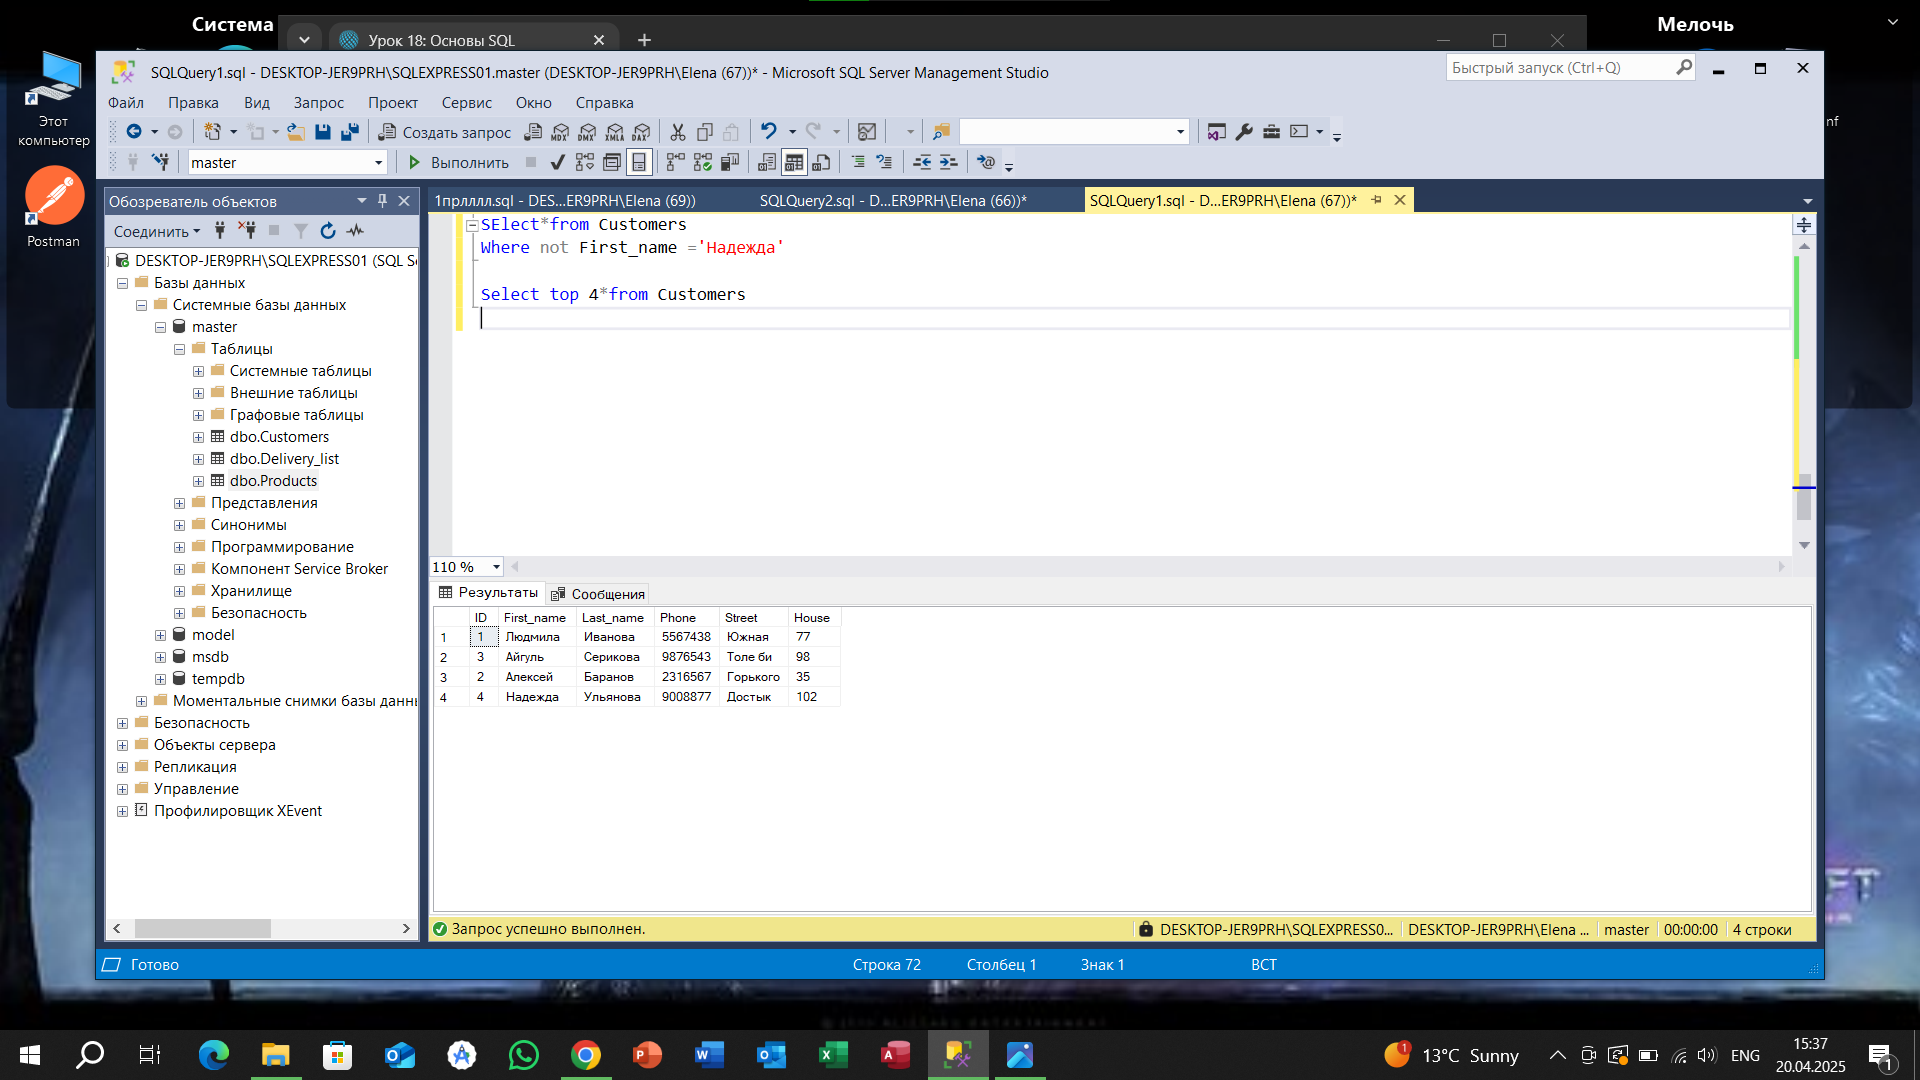 Система
Мелочь
Урок 18: Основы SQL
Этот
компьютер
Postman
nf
SQLQuery1.sql - DESKTOP-JER9PRH\SQLEXPRESS01.master (DESKTOP-JER9PRH\Elena (67))* - Microsoft SQL Server Management Studio
Быстрый запуск (Ctrl+Q)
Файл Правка Вид Запрос Проект Сервис Окно Справка
Создать запрос MDX DMX XMLA DAX
master Выполнить
Обозреватель объектов
Соединить
DESKTOP-JER9PRH\SQLEXPRESS01 (SQL S
Базы данных
Системные базы данных
master
Таблицы
Системные таблицы
Внешние таблицы
Графовые таблицы
dbo.Customers
dbo.Delivery_list
dbo.Products
Представления
Синонимы
Программирование
Компонент Service Broker
Хранилище
Безопасность
model
msdb
tempdb
Моментальные снимки базы данн
Безопасность
Объекты сервера
Репликация
Управление
Профилировщик XEvent
SQLQuery2.sql - D...ER9PRH\Elena (66))*
SQLQuery1.sql - D...ER9PRH\Elena (67))*
SElect*from Customers
Where not First_name ='Надежда'
Select top 4*from Customers
110 %
Результаты Сообщения
ID First_name Last_name Phone Street House
1 1 Людмила Иванова 5567438 Южная 77
2 3 Айгуль Серикова 9876543 Толе би 98
3 2 Алексей Баранов 2316567 Горького 35
4 4 Надежда Ульянова 9008877 Достык 102
Запрос успешно выполнен.
DESKTOP-JER9PRH\SQLEXPRESS0... DESKTOP-JER9PRH\Elena ... master 00:00:00 4 строки
Готово Строка 72 Столбец 1 Знак 1 ВСТ
1 13°C Sunny ENG
15:37
20.04.2025
1